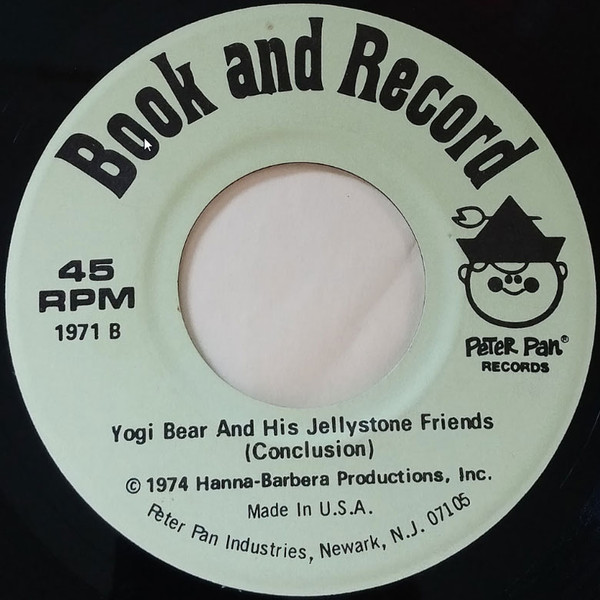 Book and Record
45
RPM
1971 B
Peter Pan®
RECORDS
Yogi Bear And His Jellystone Friends
(Conclusion)
© 1974 Hanna-Barbera Productions, Inc.
Made In U.S.A.
Peter Pan Industries, Newark, N.J. 07105